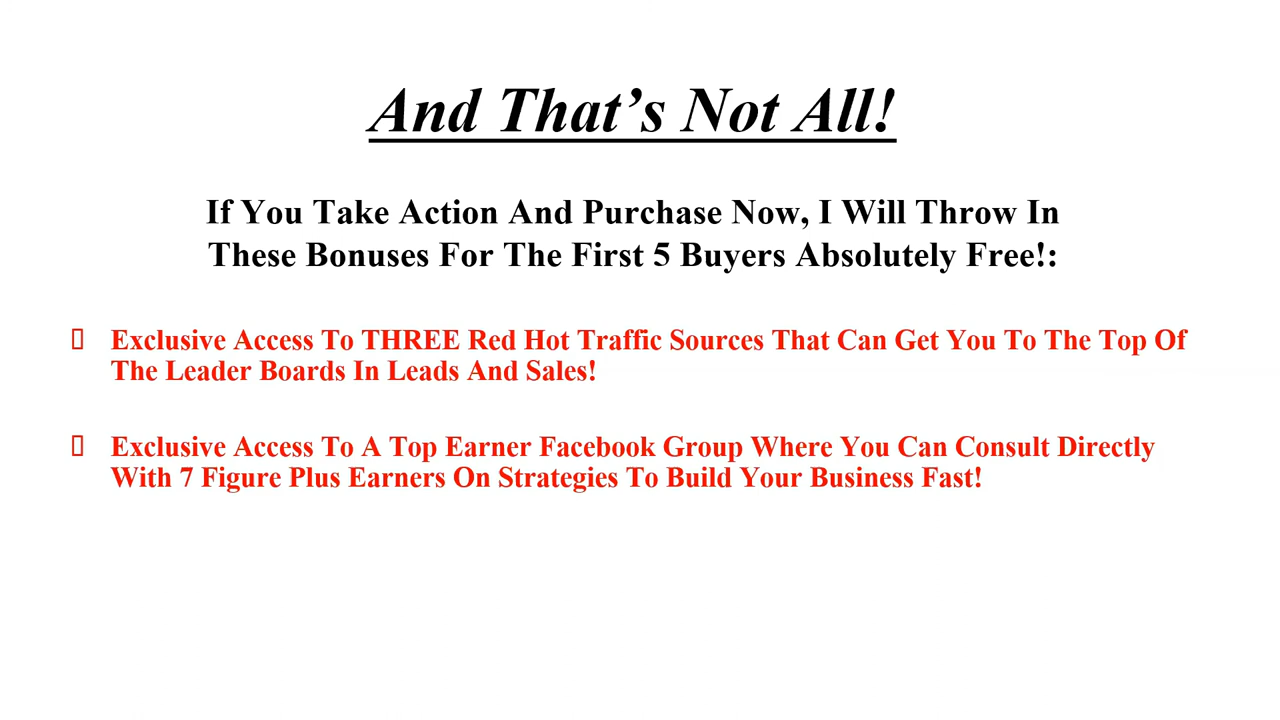 And That’s Not All!
If You Take Action And Purchase Now, I Will Throw In
These Bonuses For The First 5 Buyers Absolutely Free!:
Exclusive Access To THREE Red Hot Traffic Sources That Can Get You To The Top Of
The Leader Boards In Leads And Sales!
Exclusive Access To A Top Earner Facebook Group Where You Can Consult Directly
With 7 Figure Plus Earners On Strategies To Build Your Business Fast!